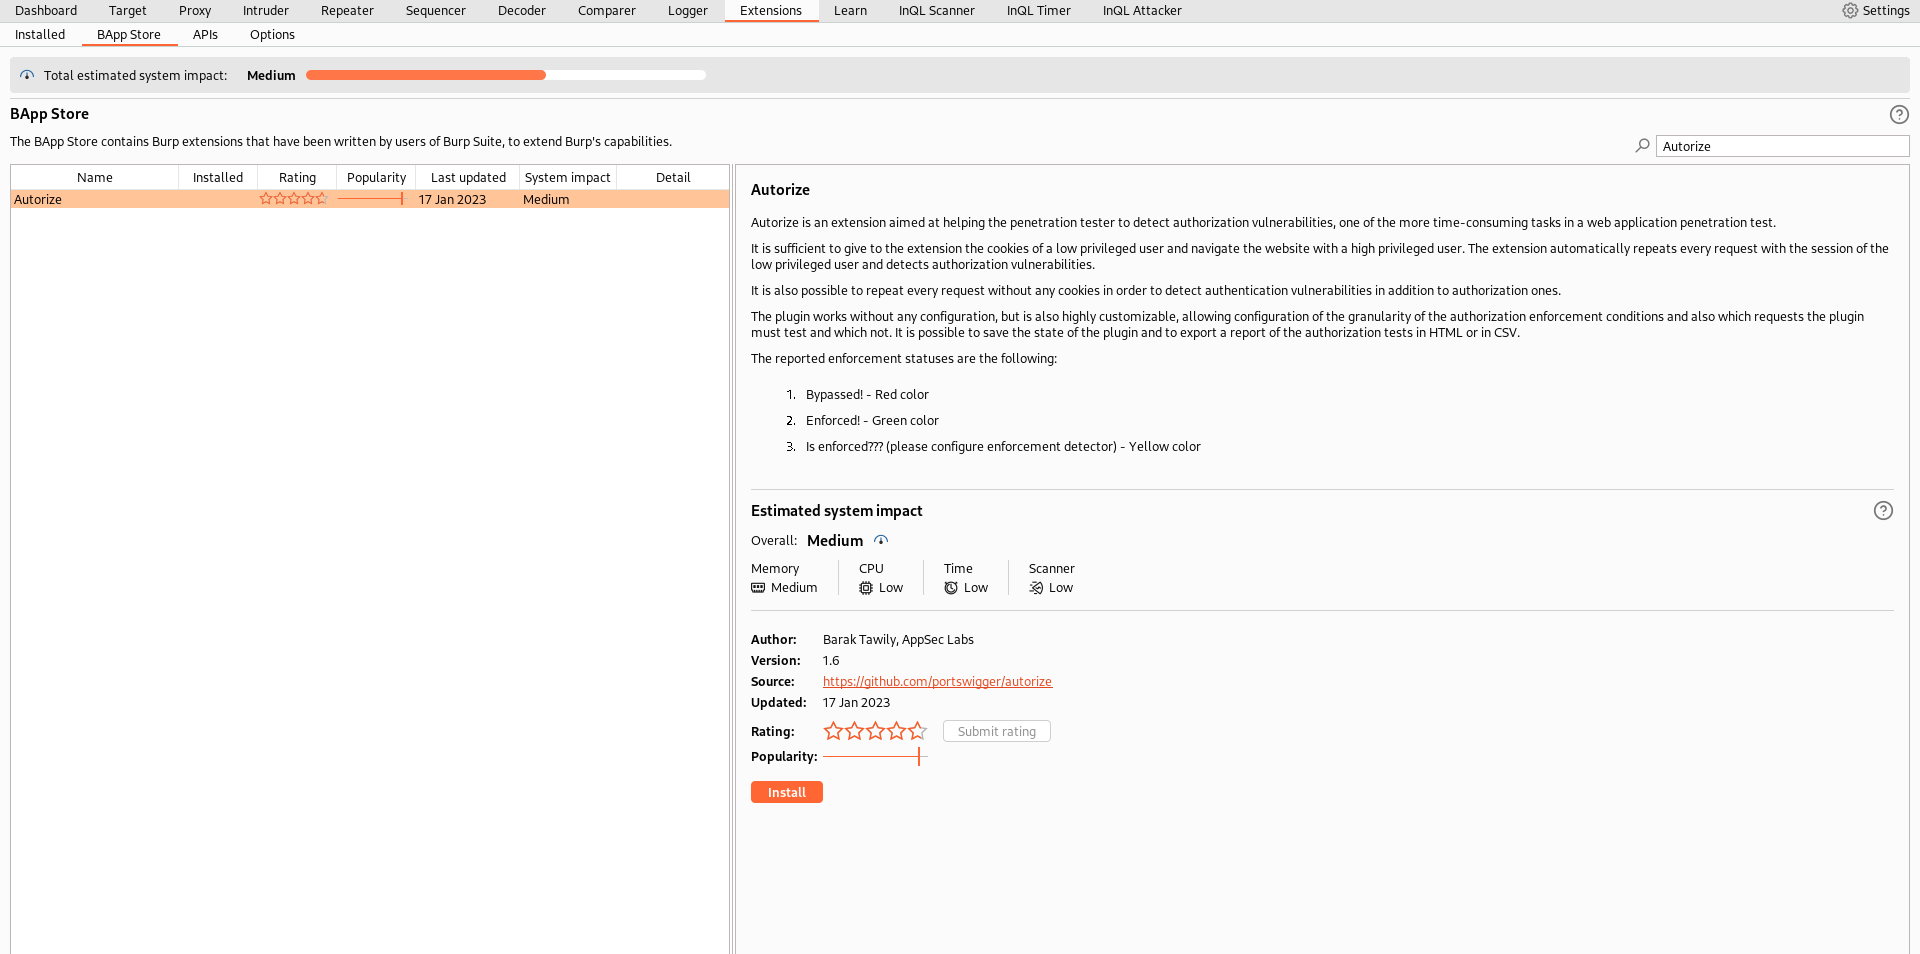 Dashboard Target Proxy Intruder Repeater Sequencer Decoder Comparer Logger Extensions Learn InQL Scanner InQL Timer InQL Attacker Settings
Installed BApp Store APIs Options
Total estimated system impact: Medium
BApp Store
The BApp Store contains Burp extensions that have been written by users of Burp Suite, to extend Burp's capabilities.
Autorize
Name Installed Rating Popularity Last updated System impact Detail
Autorize 17 Jan 2023 Medium
Autorize
Autorize is an extension aimed at helping the penetration tester to detect authorization vulnerabilities, one of the more time-consuming tasks in a web application penetration test.
It is sufficient to give to the extension the cookies of a low privileged user and navigate the website with a high privileged user. The extension automatically repeats every request with the session of the
low privileged user and detects authorization vulnerabilities.
It is also possible to repeat every request without any cookies in order to detect authentication vulnerabilities in addition to authorization ones.
The plugin works without any configuration, but is also highly customizable, allowing configuration of the granularity of the authorization enforcement conditions and also which requests the plugin
must test and which not. It is possible to save the state of the plugin and to export a report of the authorization tests in HTML or in CSV.
The reported enforcement statuses are the following:
1. Bypassed! - Red color
2. Enforced! - Green color
3. Is enforced??? (please configure enforcement detector) - Yellow color
Estimated system impact
Overall: Medium
Memory CPU Time Scanner
Medium Low Low Low
Author: Barak Tawily, AppSec Labs
Version: 1.6
Source: https://github.com/portswigger/autorize
Updated: 17 Jan 2023
Rating: Submit rating
Popularity:
Install